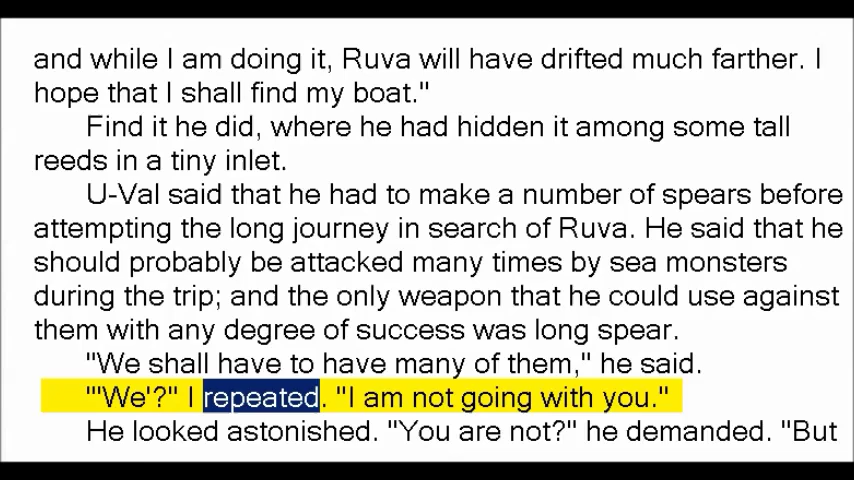 and while I am doing it, Ruva will have drifted much farther. I
hope that I shall find my boat."
Find it he did, where he had hidden it among some tall
reeds in a tiny inlet.
U-Val said that he had to make a number of spears before
attempting the long journey in search of Ruva. He said that he
should probably be attacked many times by sea monsters
during the trip; and the only weapon that he could use against
them with any degree of success was long spear.
"We shall have to have many of them," he said.
"'We'?" I repeated. "I am not going with you."
He looked astonished. "You are not?" he demanded. "But